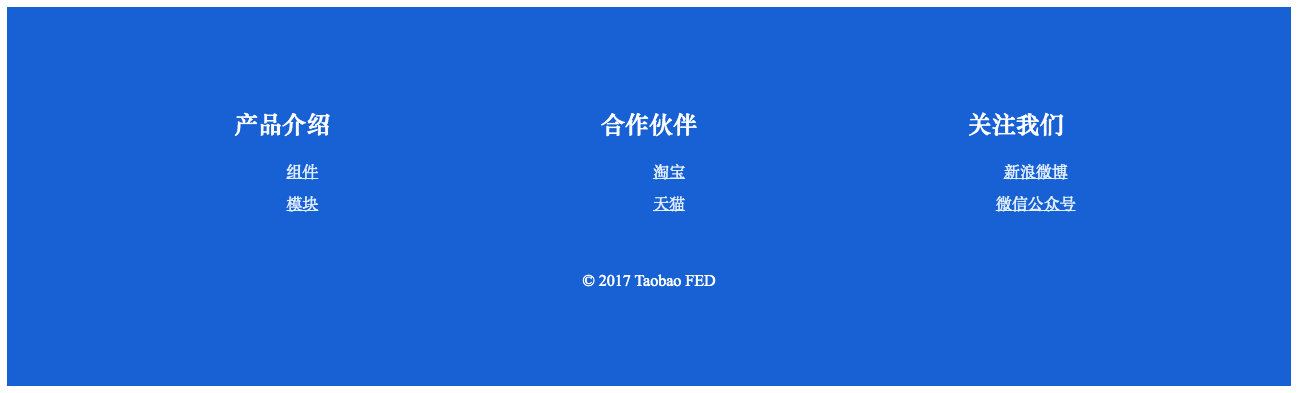 产品介绍
组件
模块
合作伙伴
淘宝
天猫
关注我们
新浪微博
微信公众号
© 2017 Taobao FED